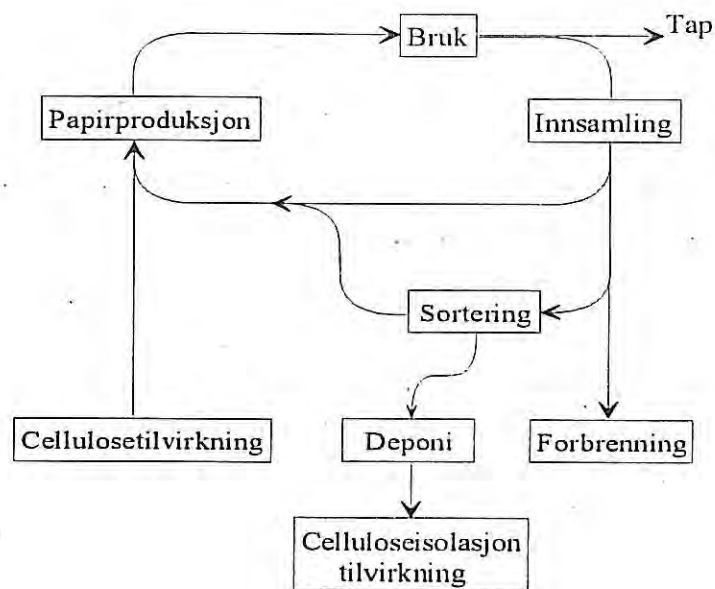 Bruk
Tap
Papirproduksjon
Innsamling
Sortering
Cellulosetilvirkning
Deponi
Forbrenning
Celluloseisolasjon
tilvirkning